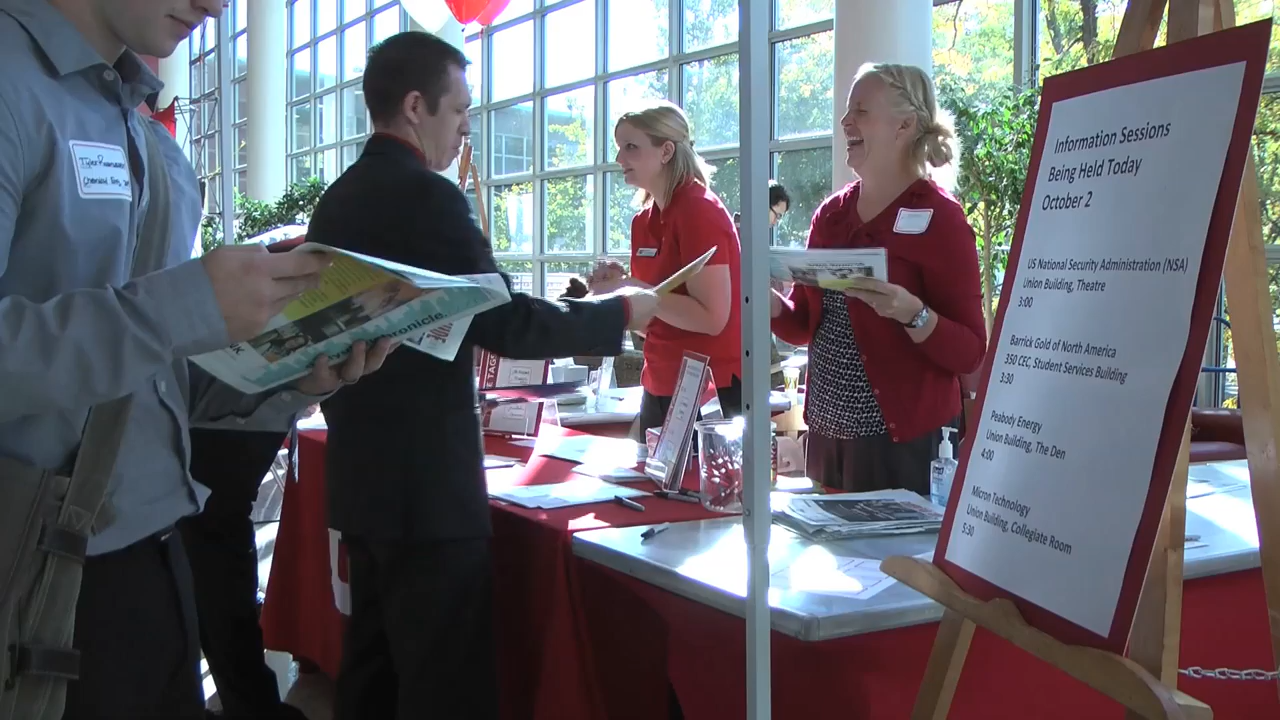 Information Sessions
Being Held Today
October 2
US National Security Administration (NSA)
Union Building, Theatre
3:00
Barrick Gold of North America
350 CEC, Student Services Building
3:30
Peabody Energy
Union Building, The Den
4:00
Micron Technology
Union Building, Collegiate Room
5:30
Tyler
Chemical
chronicle.